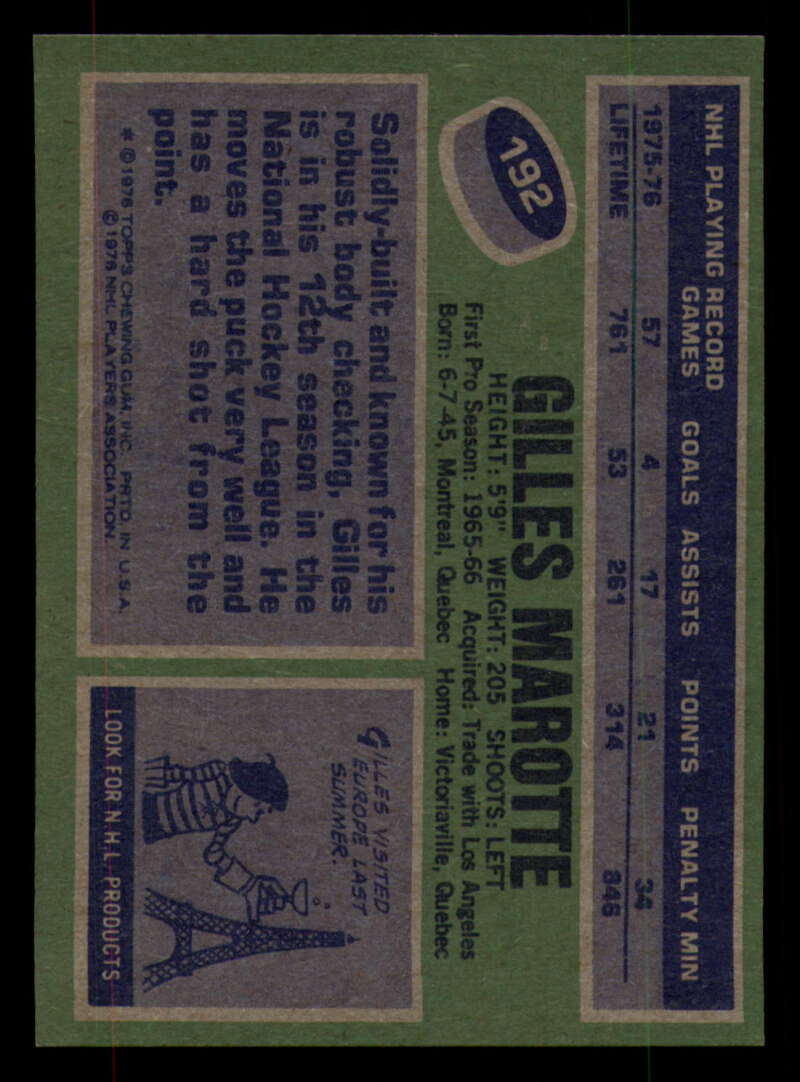 NHL PLAYING RECORD
GAMES GOALS ASSISTS POINTS PENALTY MIN
1975-76 57 4 17 21 34
LIFETIME 761 53 261 314 846
192
GILLES MAROTTE
HEIGHT: 5'9" WEIGHT: 205 SHOOTS: LEFT
First Pro Season: 1965-66 Acquired: Trade with Los Angeles
Born: 6-7-45, Montreal, Quebec Home: Victoriaville, Quebec
Solidly-built and known for his
robust body checking, Gilles
is in his 12th season in the
National Hockey League. He
moves the puck very well and
has a hard shot from the
point.
* © 1976 TOPPS CHEWING GUM, INC. PRTD. IN U.S.A.
© 1976 NHL PLAYERS ASSOCIATION.
GILLES VISITED
EUROPE LAST
SUMMER.
LOOK FOR N.H.L. PRODUCTS